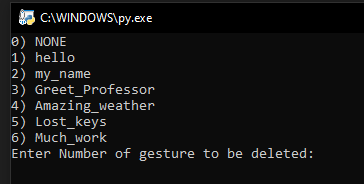 C:\WINDOWS\py.exe
0) NONE
1) hello
2) my_name
3) Greet_Professor
4) Amazing_weather
5) Lost_keys
6) Much_work
Enter Number of gesture to be deleted: